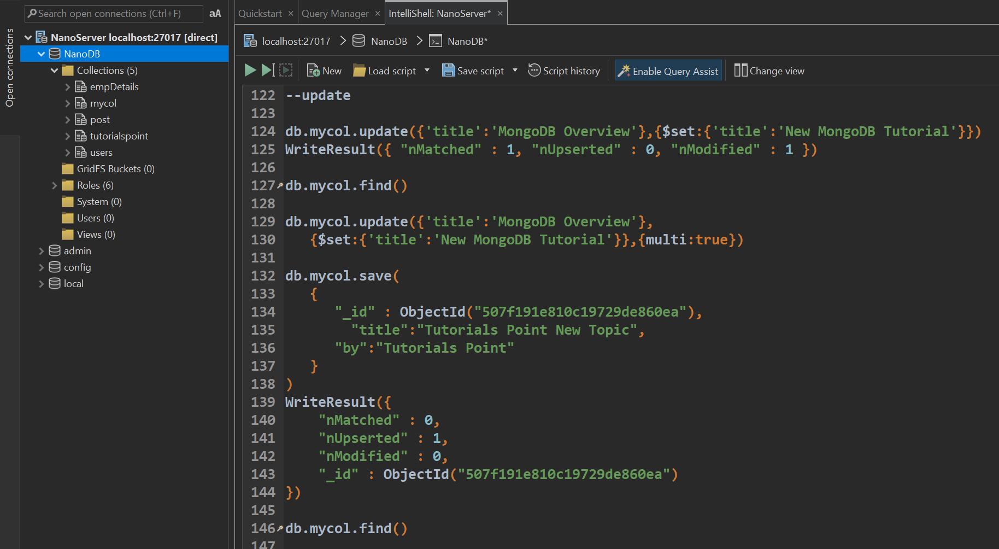 Open connections
Search open connections (Ctrl+F) aA
NanoServer localhost:27017 [direct]
NanoDB
Collections (5)
empDetails
mycol
post
tutorialspoint
users
GridFS Buckets (0)
Roles (6)
System (0)
Users (0)
Views (0)
admin
config
local
Quickstart × Query Manager × IntelliShell: NanoServer* ×
localhost:27017 > NanoDB > NanoDB*
New Load script Save script Script history Enable Query Assist Change view
122 --update
123
124 db.mycol.update({'title':'MongoDB Overview'},{$set:{'title':'New MongoDB Tutorial'}})
125 WriteResult({ "nMatched" : 1, "nUpserted" : 0, "nModified" : 1 })
126
127 db.mycol.find()
128
129 db.mycol.update({'title':'MongoDB Overview'},
130    {$set:{'title':'New MongoDB Tutorial'}},{multi:true})
131
132 db.mycol.save(
133    {
134       "_id" : ObjectId("507f191e810c19729de860ea"),
135         "title":"Tutorials Point New Topic",
136       "by":"Tutorials Point"
137    }
138 )
139 WriteResult({
140     "nMatched" : 0,
141     "nUpserted" : 1,
142     "nModified" : 0,
143     "_id" : ObjectId("507f191e810c19729de860ea")
144 })
145
146 db.mycol.find()
147